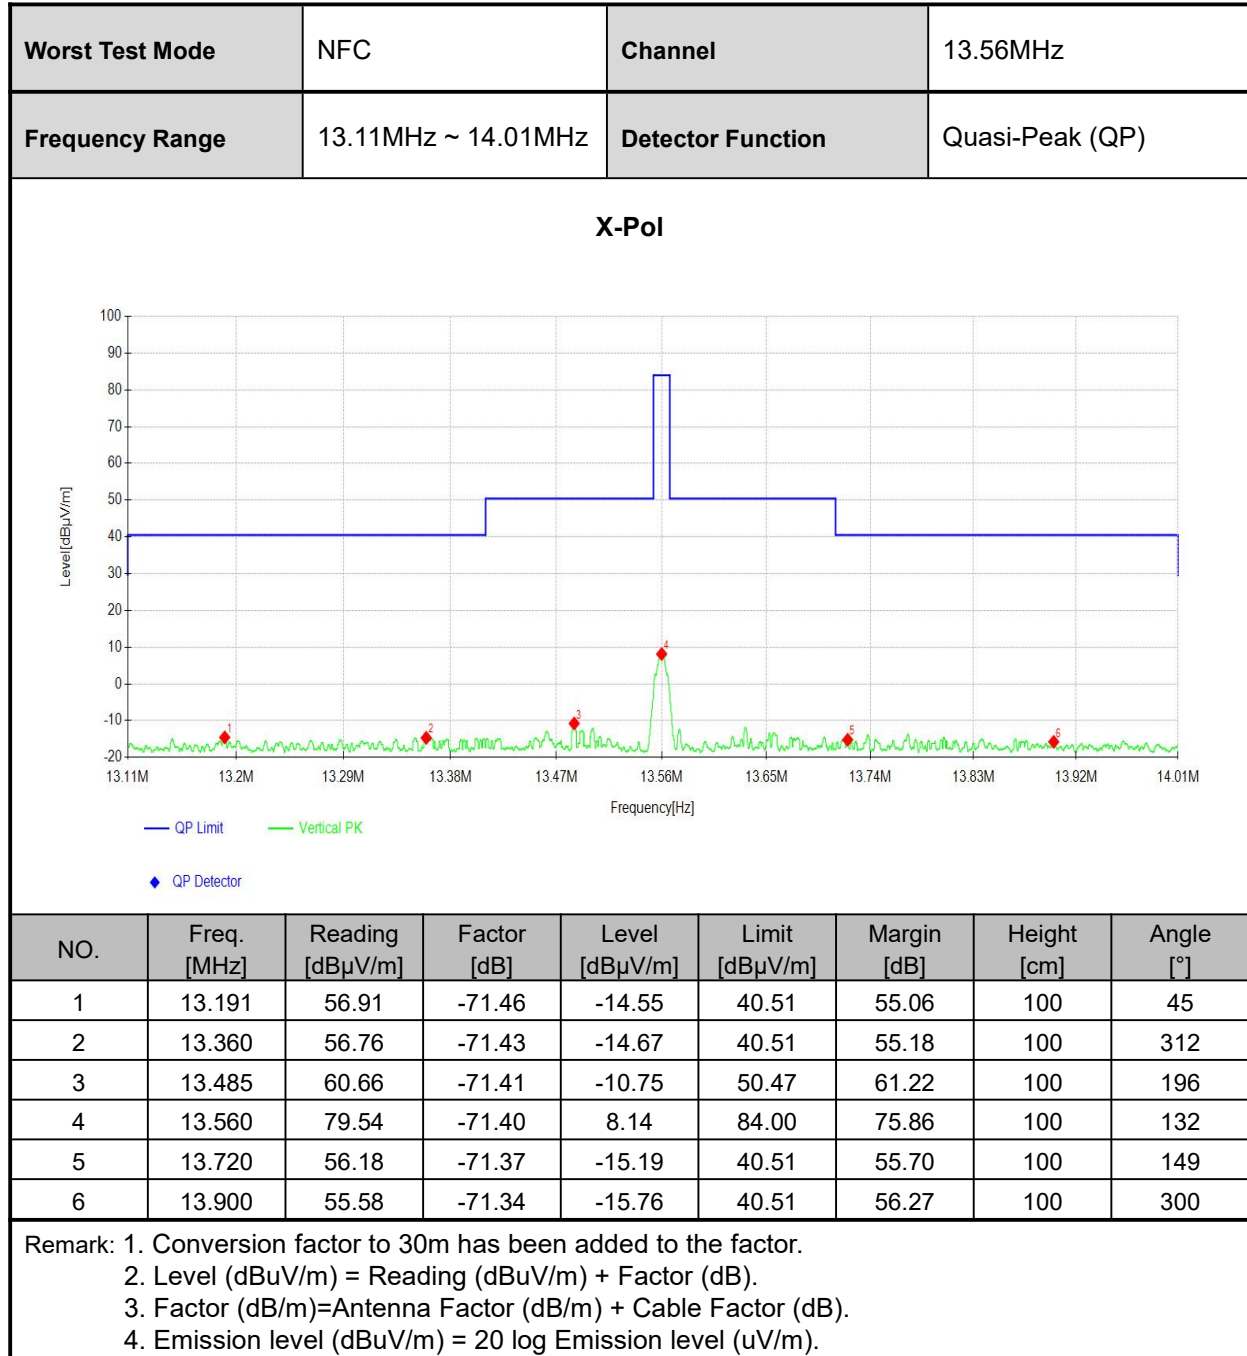 Worst Test Mode NFC Channel 13.56MHz
Frequency Range 13.11MHz ~ 14.01MHz Detector Function Quasi-Peak (QP)
X-Pol
100
90
80
70
60
50
40
30
20
10
0
-10
-20
Level[dBμV/m]
1 2 3 4 5 6
13.11M 13.2M 13.29M 13.38M 13.47M 13.56M 13.65M 13.74M 13.83M 13.92M 14.01M
Frequency[Hz]
QP Limit Vertical PK
QP Detector
NO. Freq. [MHz] Reading [dBμV/m] Factor [dB] Level [dBμV/m] Limit [dBμV/m] Margin [dB] Height [cm] Angle [°]
1 13.191 56.91 -71.46 -14.55 40.51 55.06 100 45
2 13.360 56.76 -71.43 -14.67 40.51 55.18 100 312
3 13.485 60.66 -71.41 -10.75 50.47 61.22 100 196
4 13.560 79.54 -71.40 8.14 84.00 75.86 100 132
5 13.720 56.18 -71.37 -15.19 40.51 55.70 100 149
6 13.900 55.58 -71.34 -15.76 40.51 56.27 100 300
Remark: 1. Conversion factor to 30m has been added to the factor.
2. Level (dBuV/m) = Reading (dBuV/m) + Factor (dB).
3. Factor (dB/m)=Antenna Factor (dB/m) + Cable Factor (dB).
4. Emission level (dBuV/m) = 20 log Emission level (uV/m).